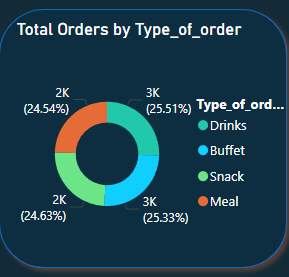 Total Orders by Type_of_order
2K
(24.54%)
3K
(25.51%)
Type_of_ord...
Drinks
Buffet
Snack
Meal
2K
(24.63%)
3K
(25.33%)